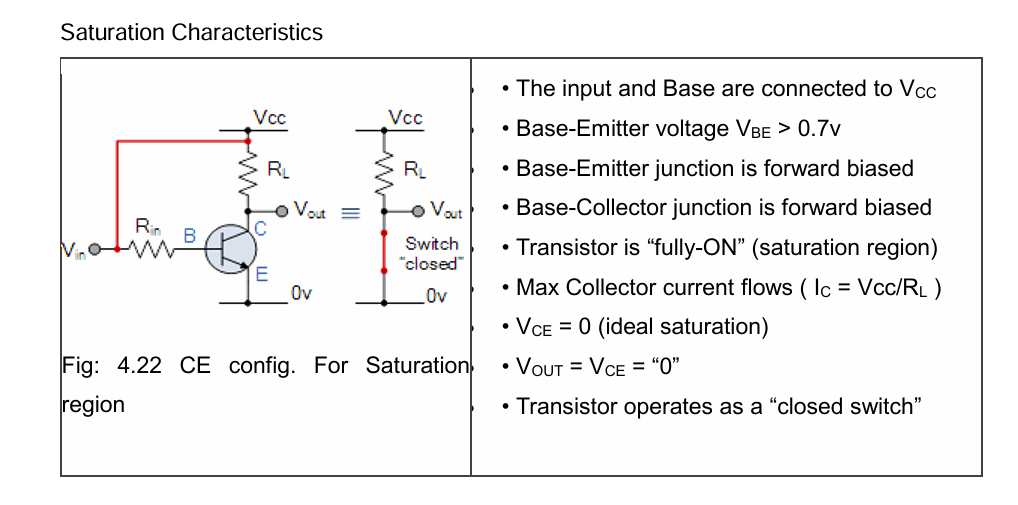 Saturation Characteristics
Vcc
Vcc
RL
RL
Vout
≡
Vout
Rin
B
C
Vin
Switch
"closed"
E
0v
0v
Fig: 4.22 CE config. For Saturation
region
• The input and Base are connected to VCC
• Base-Emitter voltage VBE > 0.7v
• Base-Emitter junction is forward biased
• Base-Collector junction is forward biased
• Transistor is “fully-ON” (saturation region)
• Max Collector current flows ( IC = Vcc/RL )
• VCE = 0 (ideal saturation)
• VOUT = VCE = “0”
• Transistor operates as a “closed switch”